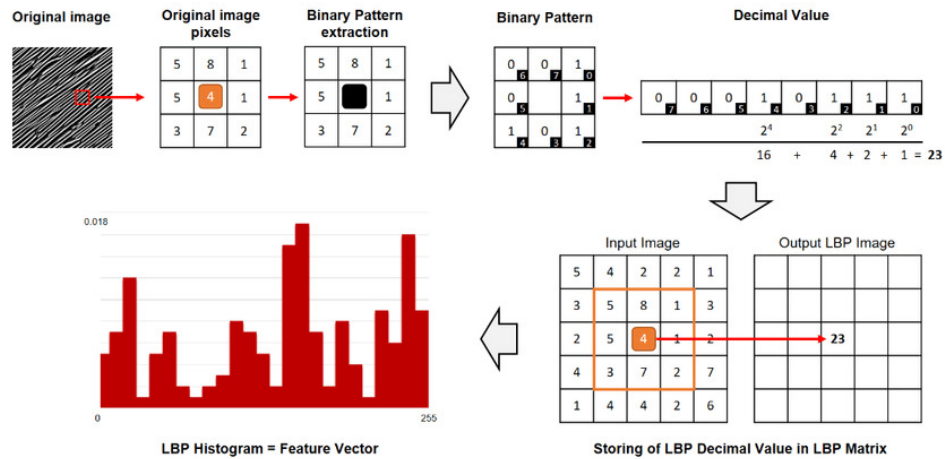 Original image
Original image
pixels
Binary Pattern
extraction
Binary Pattern
Decimal Value
5 8 1
5 4 1
3 7 2
5 8 1
5 1
3 7 2
0 6 0 7 1 0
0 5 1 1
1 4 0 3 1 2
0 7 0 6 0 5 1 4 0 3 1 2 1 1 1 0
2⁴ 2² 2¹ 2⁰
16 + 4 + 2 + 1 = 23
0.018
0 255
LBP Histogram = Feature Vector
Input Image
Output LBP Image
5 4 2 2 1
3 5 8 1 3
2 5 4 1 2
4 3 7 2 7
1 4 4 2 6
23
Storing of LBP Decimal Value in LBP Matrix